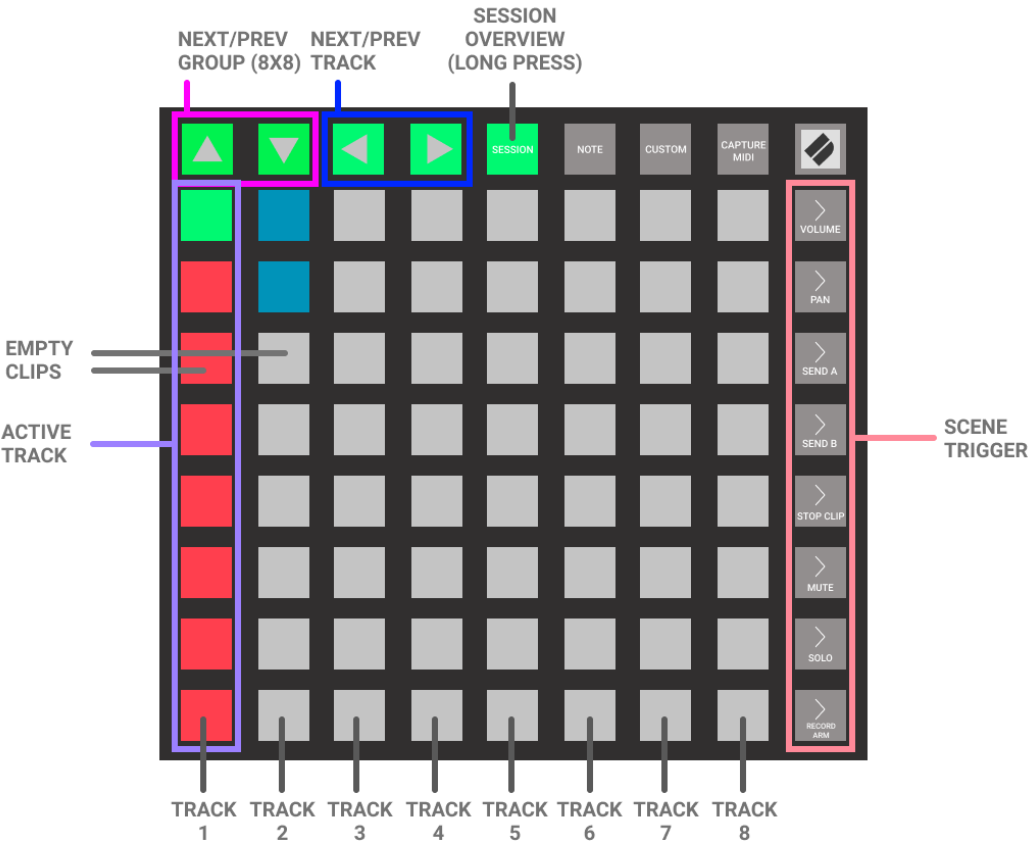 SESSION
OVERVIEW
(LONG PRESS)
NEXT/PREV
GROUP (8X8)
NEXT/PREV
TRACK
SESSION
NOTE
CUSTOM
CAPTURE
MIDI
VOLUME
PAN
EMPTY
CLIPS
SEND A
ACTIVE
TRACK
SEND B
SCENE
TRIGGER
STOP CLIP
MUTE
SOLO
RECORD
ARM
TRACK
1
TRACK
2
TRACK
3
TRACK
4
TRACK
5
TRACK
6
TRACK
7
TRACK
8